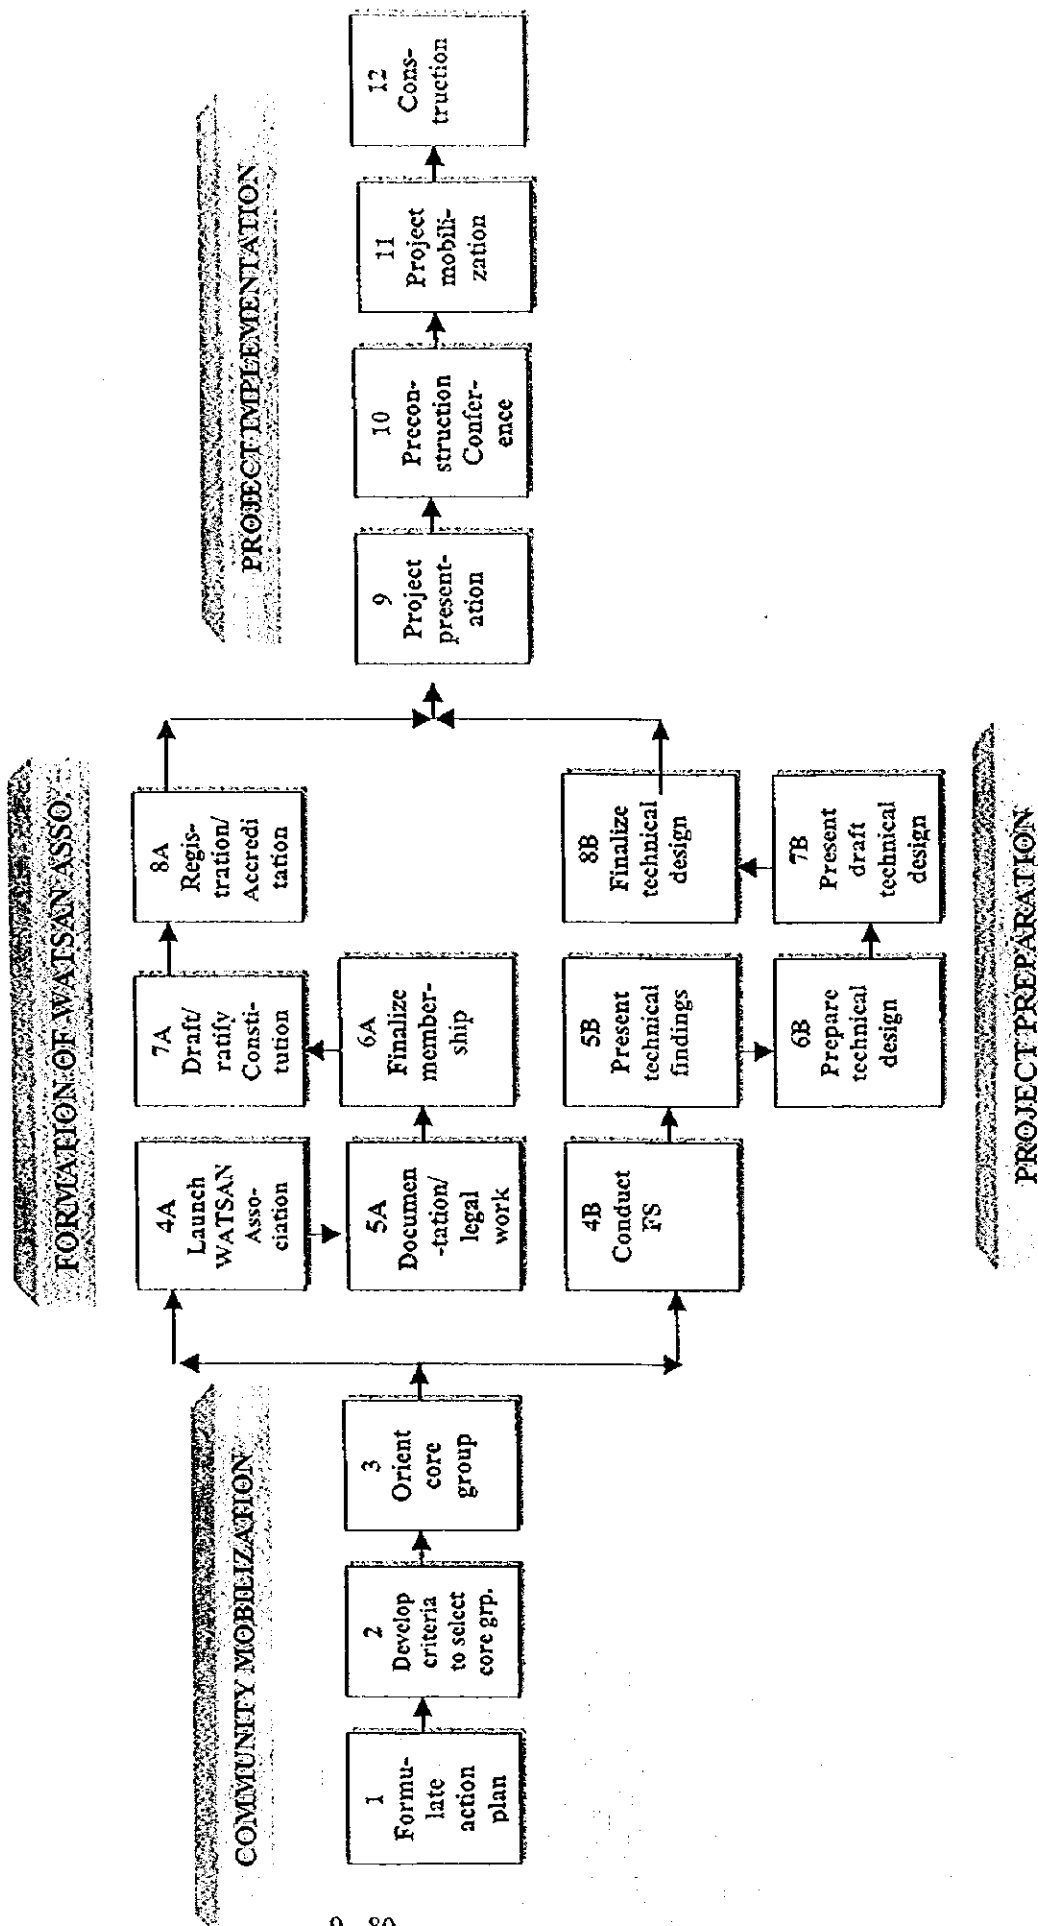 COMMUNITY MOBILIZATION
1
Formu-
late
action
plan
2
Develop
criteria
to select
core grp.
3
Orient
core
group
FORMATION OF WATSAN ASSO.
4A
Launch
WATSAN
Asso-
ciation
5A
Documen
-tation/
legal
work
6A
Finalize
member-
ship
7A
Draft/
ratify
Consti-
tution
8A
Regis-
tration/
Accredi
tation
4B
Conduct
FS
5B
Present
technical
findings
6B
Prepare
technical
design
7B
Present
draft
technical
design
8B
Finalize
technical
design
PROJECT PREPARATION
PROJECT IMPLEMENTATION
9
Project
present-
ation
10
Precon-
struction
Confer-
ence
11
Project
mobili-
zation
12
Cons-
truction